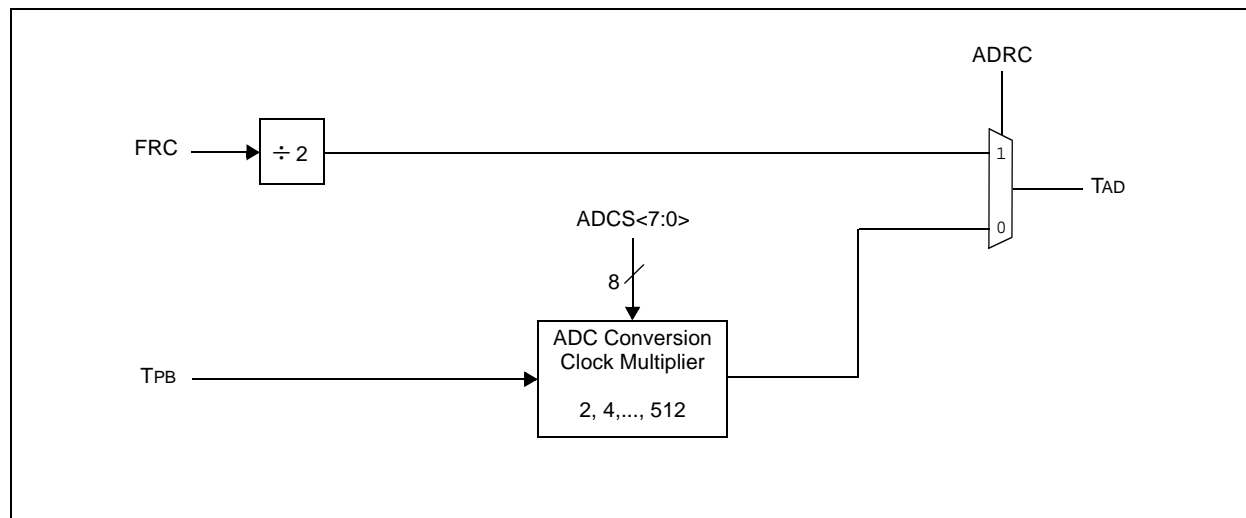 ADRC
FRC
÷ 2
1
TAD
ADCS<7:0>
0
8
ADC Conversion
Clock Multiplier
TPB
2, 4,..., 512